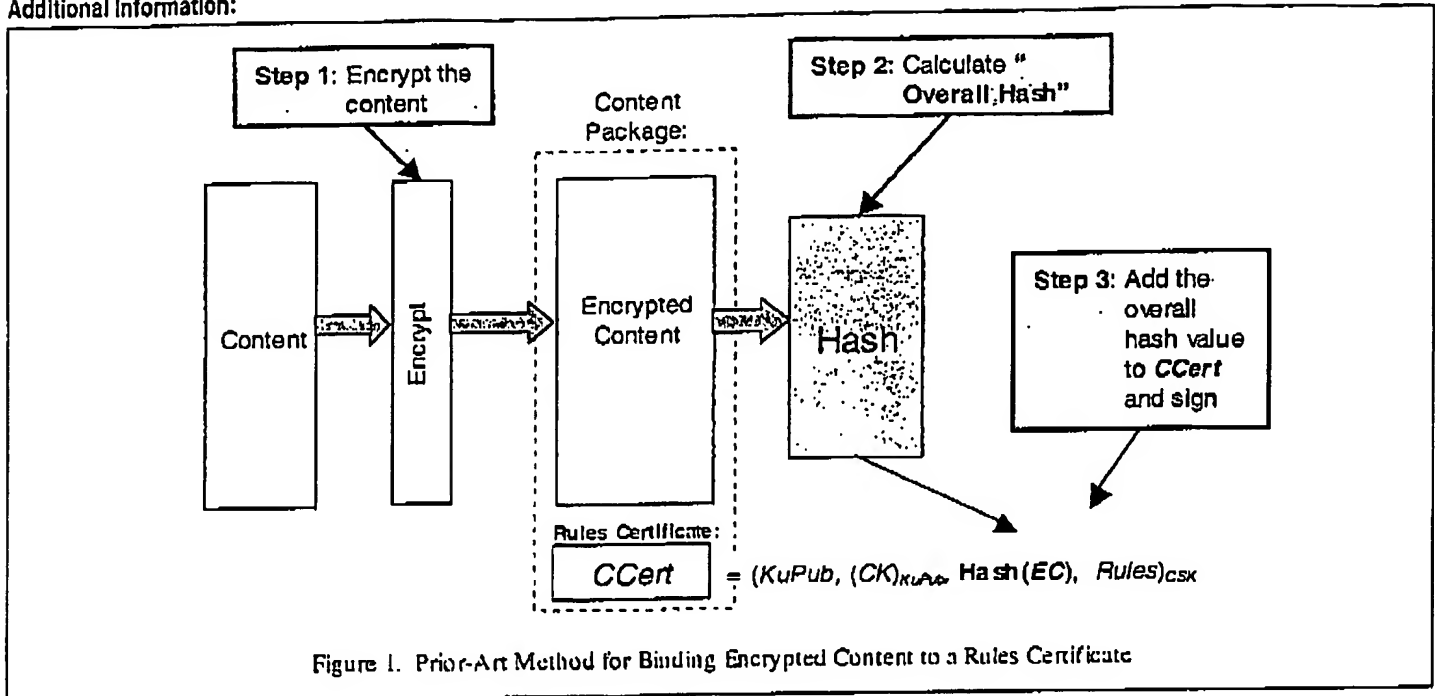 Additional Information:
Step 1: Encrypt the
content
Step 2: Calculate "
Overall Hash"
Content
Package:
Content
Encrypt
Encrypted
Content
Hash
Step 3: Add the
overall
hash value
to CCert
and sign
Rules Certificate:
CCert = (KuPub, (CK)KuPub, Hash(EC), Rules)CSK
Figure 1. Prior-Art Method for Binding Encrypted Content to a Rules Certificate